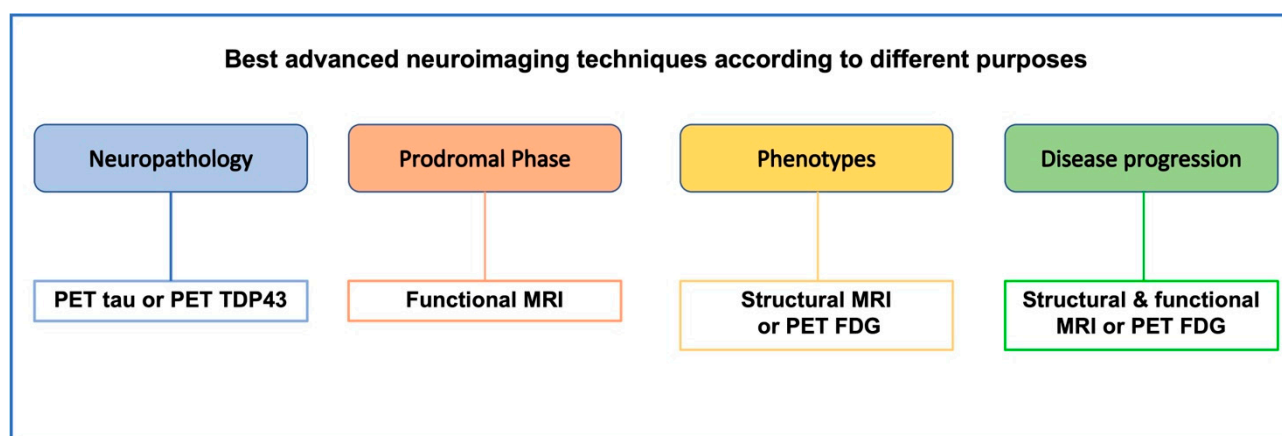 Best advanced neuroimaging techniques according to different purposes
Neuropathology
Prodromal Phase
Phenotypes
Disease progression
PET tau or PET TDP43
Functional MRI
Structural MRI
or PET FDG
Structural & functional
MRI or PET FDG